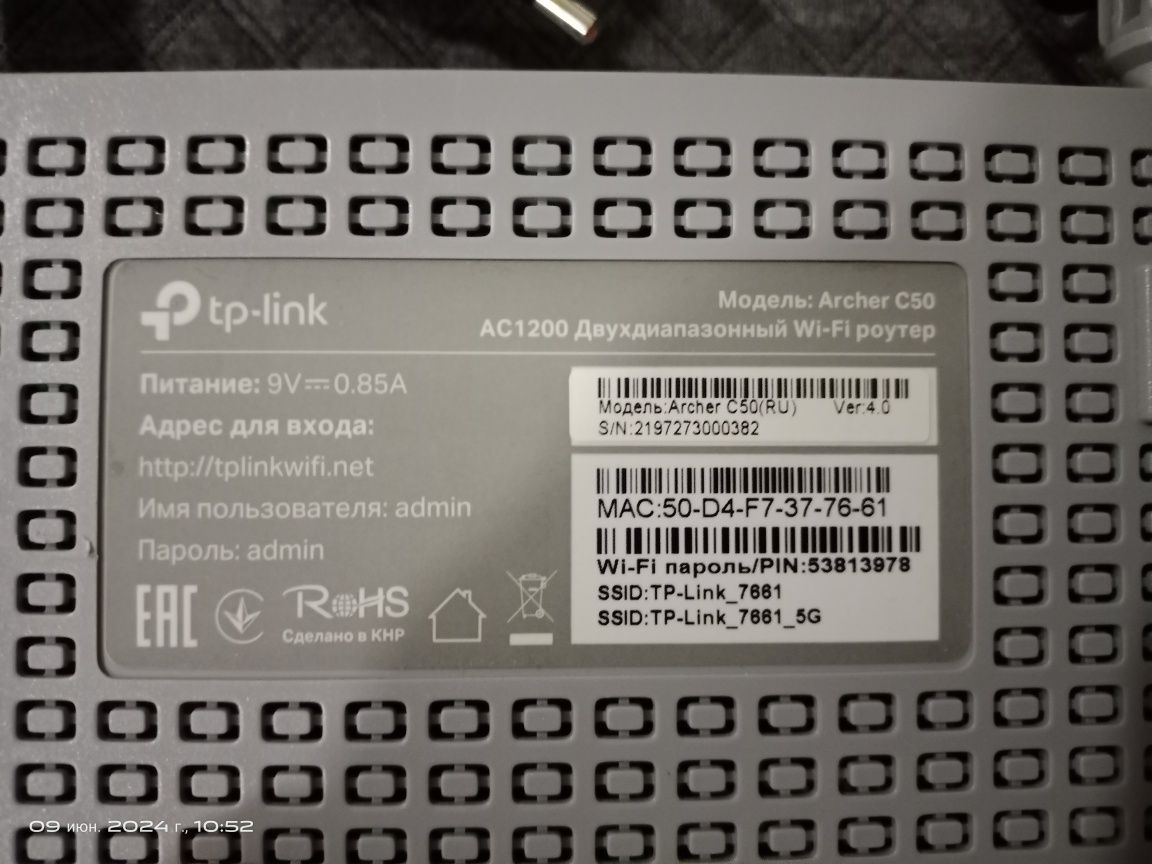 tp-link
Модель: Archer C50
AC1200 Двухдиапазонный Wi-Fi роутер
Питание: 9V⎓0.85A
Адрес для входа:
http://tplinkwifi.net
Имя пользователя: admin
Пароль: admin
EAC
RoHS
Сделано в КНР
Модель:Archer C50(RU) Ver:4.0
S/N:2197273000382
MAC:50-D4-F7-37-76-61
Wi-Fi пароль/PIN:53813978
SSID:TP-Link_7661
SSID:TP-Link_7661_5G
09 июн. 2024 г., 10:52